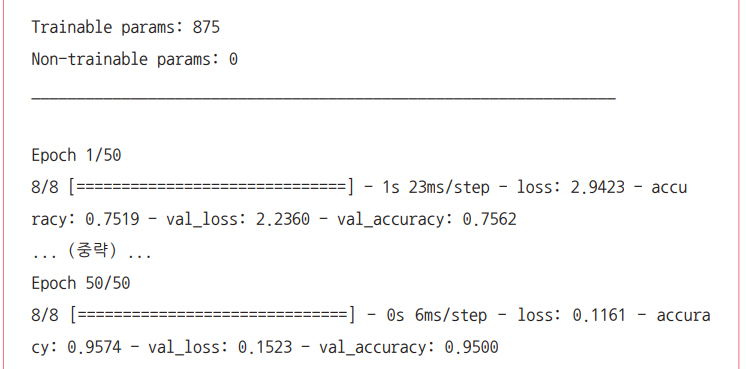 Trainable params: 875
Non-trainable params: 0
_________________________________________________________________
Epoch 1/50
8/8 [==============================] - 1s 23ms/step - loss: 2.9423 - accu
racy: 0.7519 - val_loss: 2.2360 - val_accuracy: 0.7562
... (중략) ...
Epoch 50/50
8/8 [==============================] - 0s 6ms/step - loss: 0.1161 - accura
cy: 0.9574 - val_loss: 0.1523 - val_accuracy: 0.9500